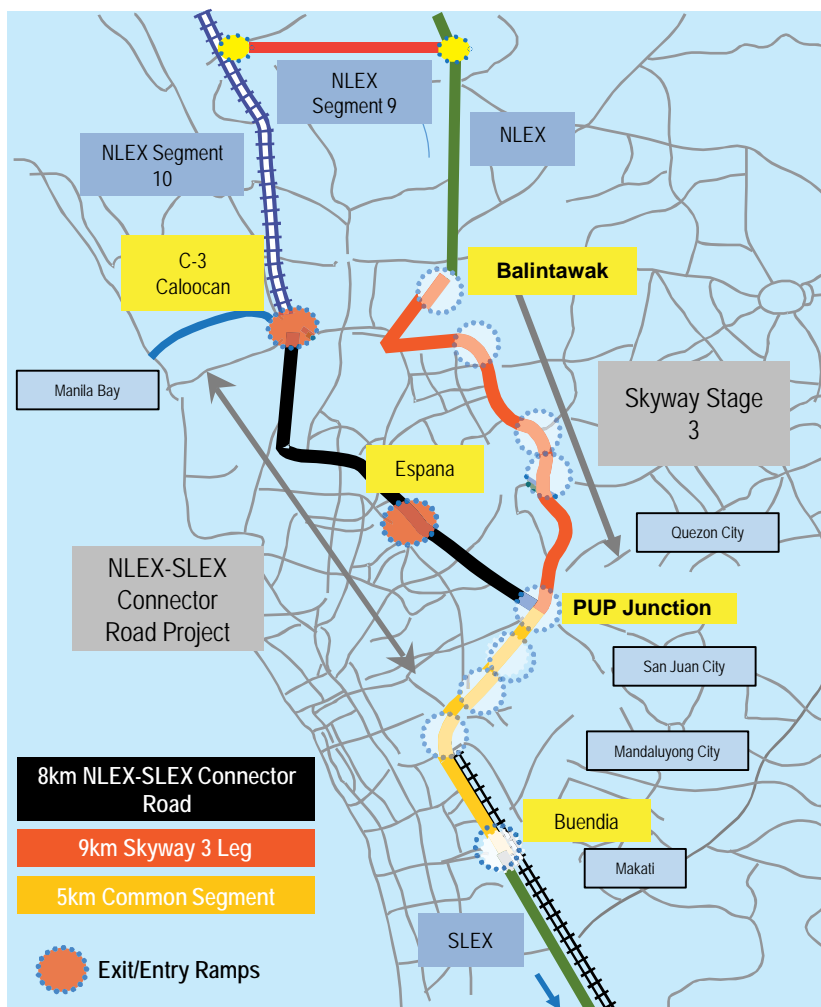 NLEX
Segment 9
NLEX
NLEX Segment
10
C-3
Caloocan
Balintawak
Manila Bay
Skyway Stage
3
Espana
Quezon City
NLEX-SLEX
Connector
Road Project
PUP Junction
San Juan City
Mandaluyong City
8km NLEX-SLEX Connector
Road
Buendia
9km Skyway 3 Leg
Makati
5km Common Segment
SLEX
Exit/Entry Ramps